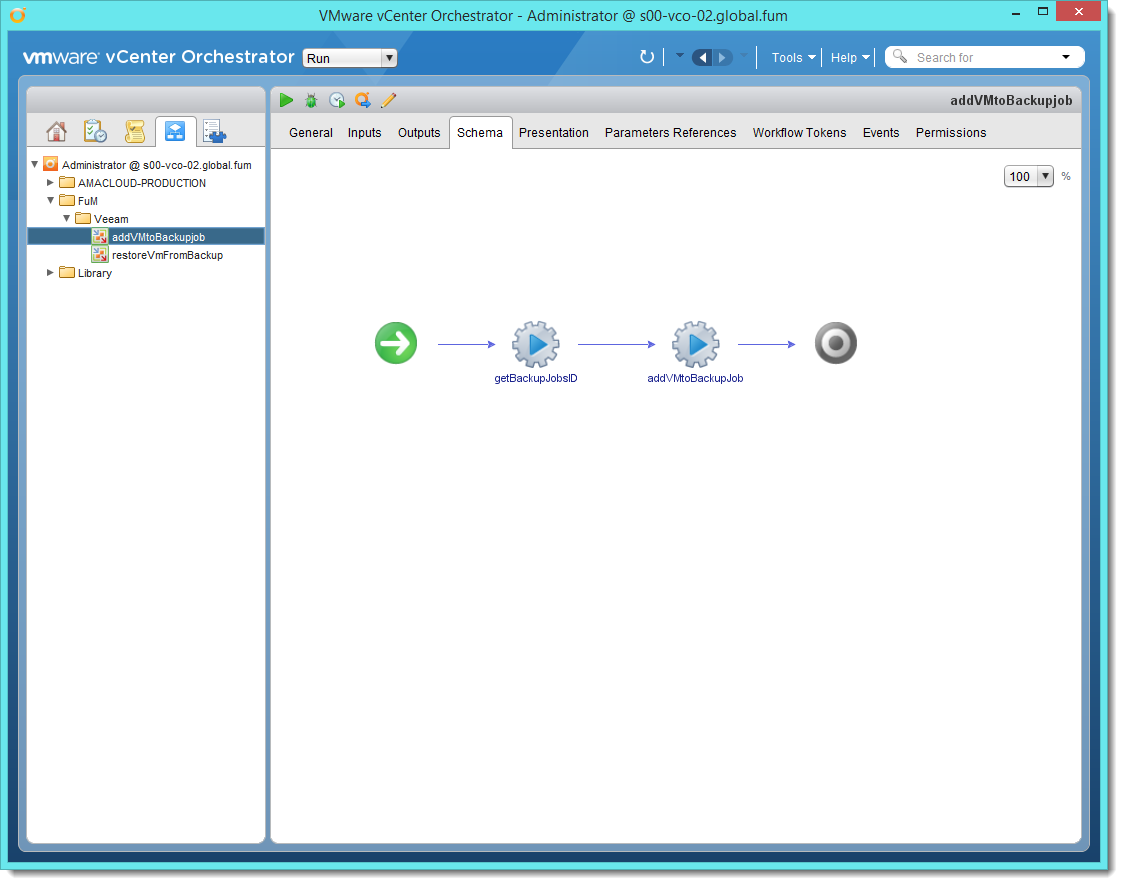 VMware vCenter Orchestrator - Administrator @ s00-vco-02.global.fum
vmware vCenter Orchestrator Run Tools Help Search for
addVMtoBackupjob
General Inputs Outputs Schema Presentation Parameters References Workflow Tokens Events Permissions
Administrator @ s00-vco-02.global.fum
AMACLOUD-PRODUCTION
FuM
Veeam
addVMtoBackupjob
restoreVmFromBackup
Library
100 %
getBackupJobsID
addVMtoBackupJob